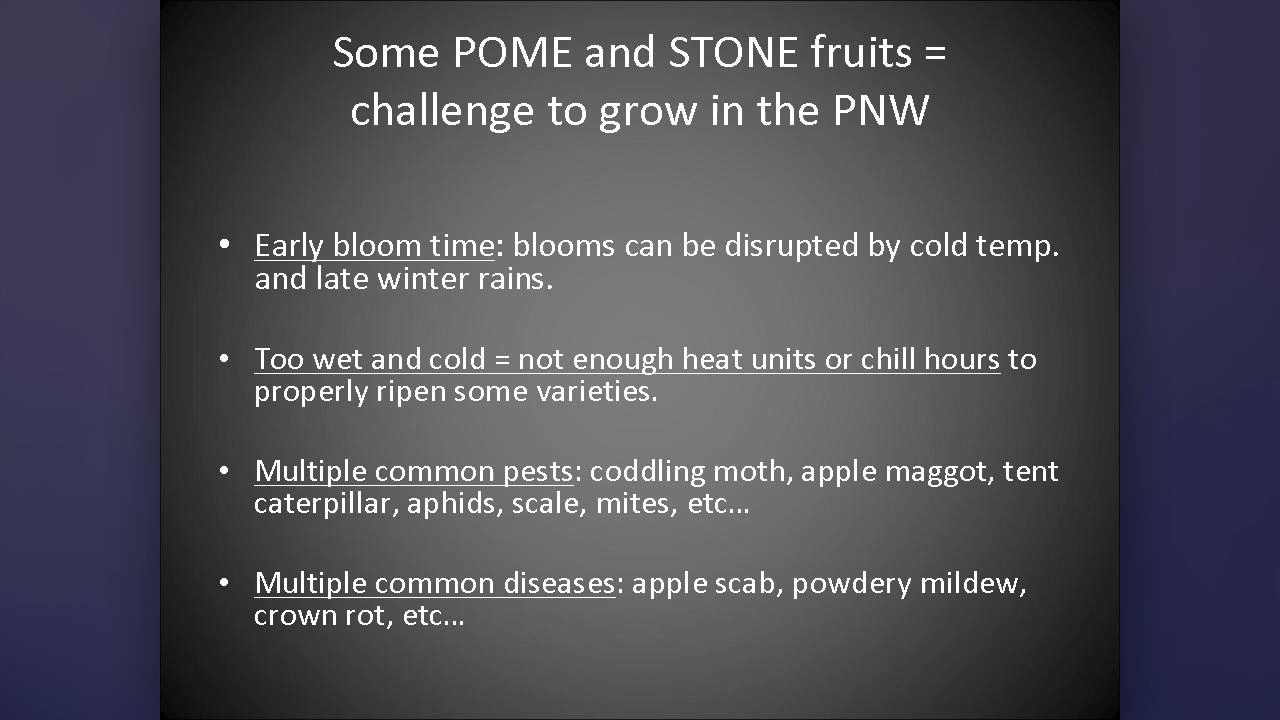 Some POME and STONE fruits =
challenge to grow in the PNW
• Early bloom time: blooms can be disrupted by cold temp.
and late winter rains.
• Too wet and cold = not enough heat units or chill hours to
properly ripen some varieties.
• Multiple common pests: coddling moth, apple maggot, tent
caterpillar, aphids, scale, mites, etc…
• Multiple common diseases: apple scab, powdery mildew,
crown rot, etc…